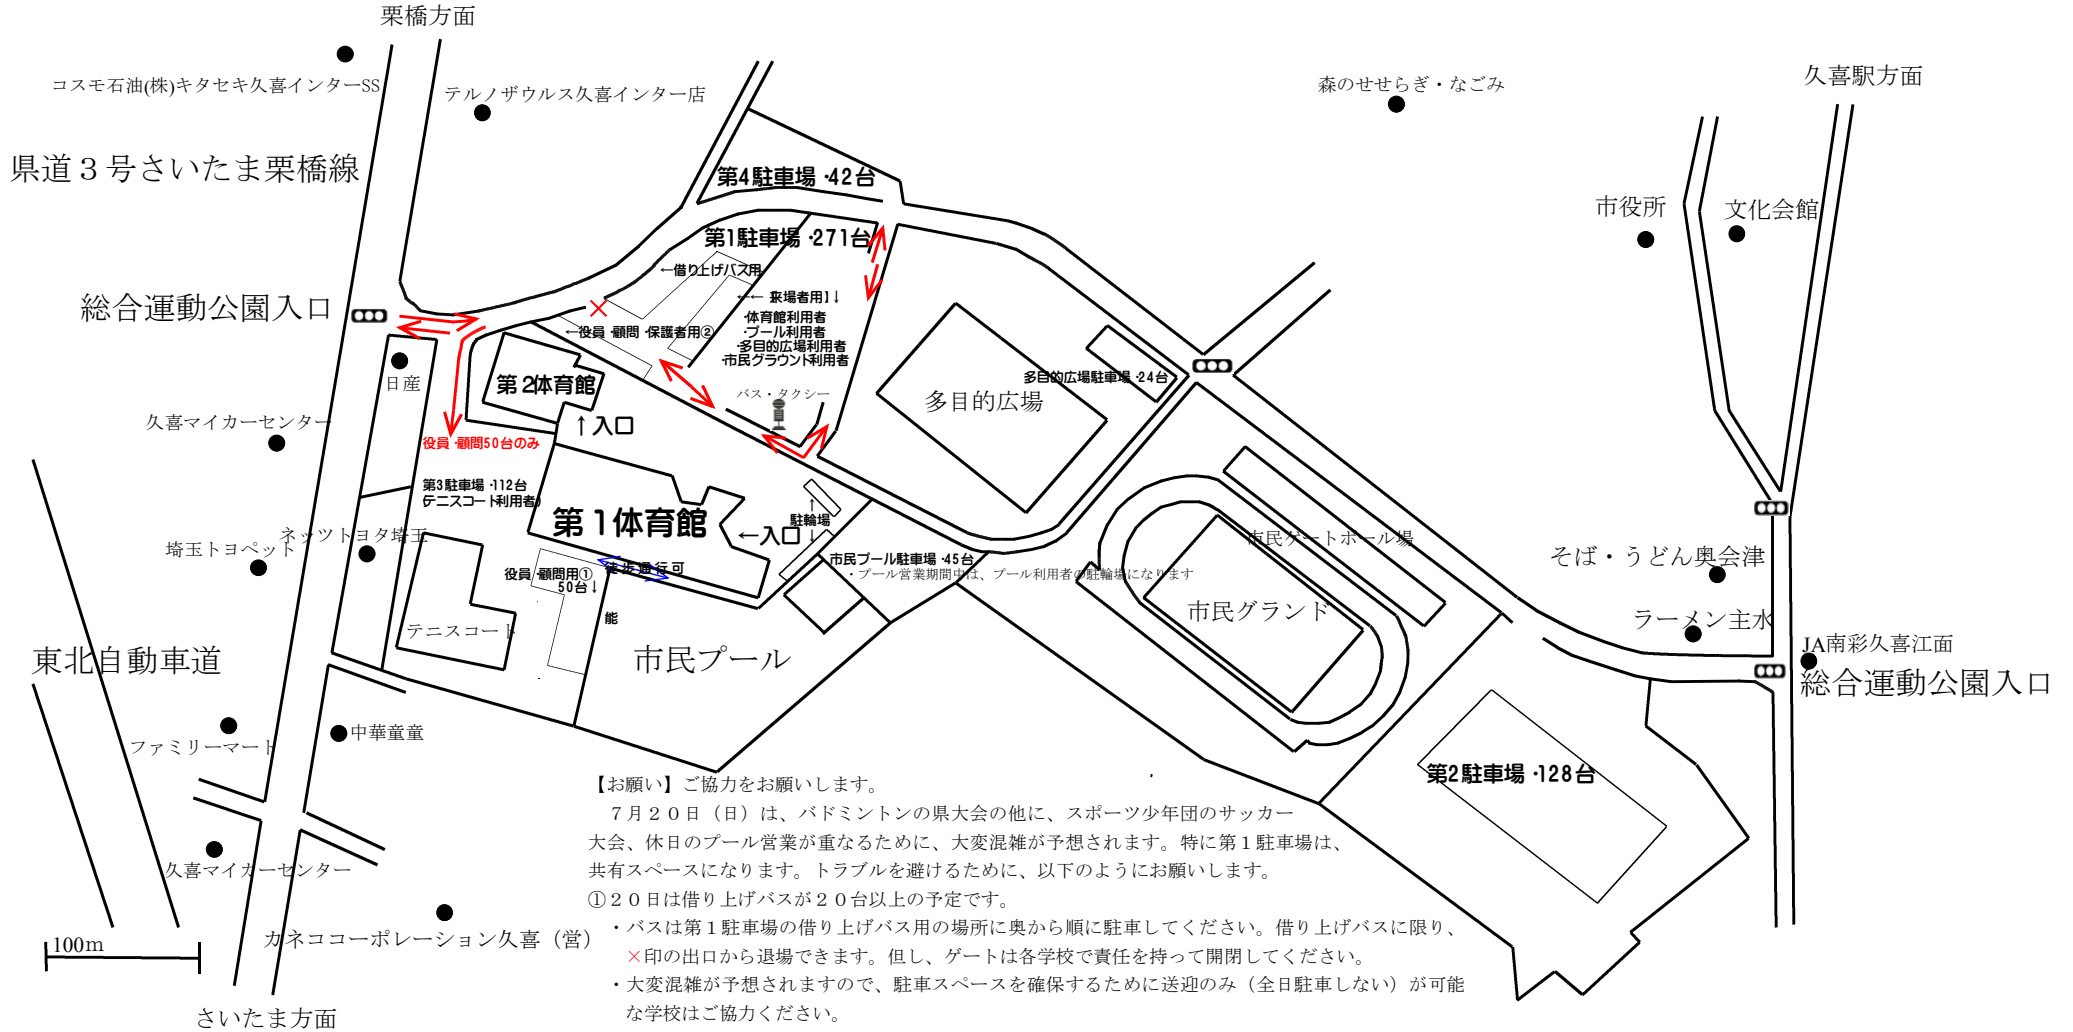 栗橋方面
コスモ石油(株)キタセキ久喜インターSS
テルノザウルス久喜インター店
森のせせらぎ・なごみ
久喜駅方面
県道３号さいたま栗橋線
第4駐車場・42台
市役所
文化会館
第1駐車場・271台
←借り上げバス用
総合運動公園入口
←← 来場者用】↓
・体育館利用者
・プール利用者
・多目的広場利用者
・市民グラウンド利用者
←役員・顧問・保護者用②
日産
第2体育館
バス・タクシー
多目的広場駐車場・24台
多目的広場
久喜マイカーセンター
↑入口
役員・顧問50台のみ
第3駐車場・112台
(テニスコート利用者)
第1体育館
←入口
↑
駐輪場
↓
ネッツトヨタ埼玉
埼玉トヨペット
市民ゲートボール場
そば・うどん奥会津
市民プール駐車場・45台
・プール営業期間中は、プール利用者の駐輪場になります
役員・顧問用①
50台↓
徒歩通行可
能
テニスコート
市民グランド
ラーメン主水
JA南彩久喜江面
総合運動公園入口
東北自動車道
市民プール
ファミリーマート
中華童童
第2駐車場・128台
久喜マイカーセンター
カネココーポレーション久喜（営）
100m
さいたま方面
【お願い】ご協力をお願いします。
７月２０日（日）は、バドミントンの県大会の他に、スポーツ少年団のサッカー
大会、休日のプール営業が重なるために、大変混雑が予想されます。特に第１駐車場は、
共有スペースになります。トラブルを避けるために、以下のようにお願いします。
①２０日は借り上げバスが２０台以上の予定です。
・バスは第１駐車場の借り上げバス用の場所に奥から順に駐車してください。借り上げバスに限り、
×印の出口から退場できます。但し、ゲートは各学校で責任を持って開閉してください。
・大変混雑が予想されますので、駐車スペースを確保するために送迎のみ（全日駐車しない）が可能
な学校はご協力ください。